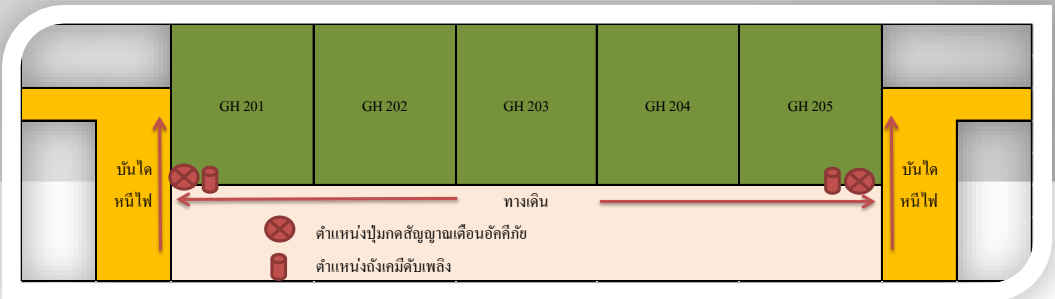 GH 201
GH 202
GH 203
GH 204
GH 205
บันได
หนีไฟ
บันได
หนีไฟ
ทางเดิน
ตำแหน่งปุ่มกดสัญญาณเตือนอัคคีภัย
ตำแหน่งถังเคมีดับเพลิง